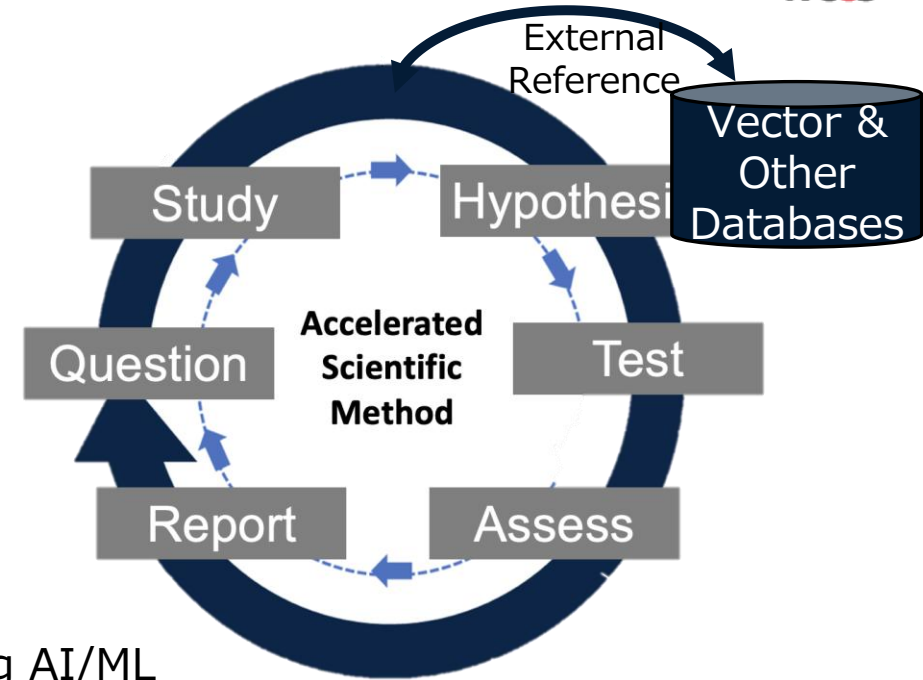 External
Reference
Vector &
Other
Databases
Study
Hypothesi
Accelerated
Scientific
Method
Question
Test
Report
Assess
AI/ML